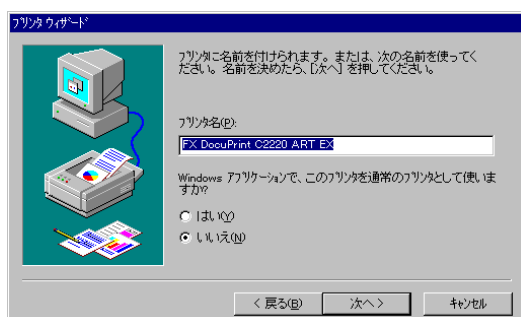 ﾌﾟﾘﾝﾀ ｳｨｻﾞｰﾄﾞ
ﾌﾟﾘﾝﾀに名前を付けられます。または、次の名前を使ってく
ださい。名前を決めたら、[次へ] を押してください。
ﾌﾟﾘﾝﾀ名(P):
FX DocuPrint C2220 ART EX
Windows ｱﾌﾟﾘｹｰｼｮﾝで、このﾌﾟﾘﾝﾀを通常のﾌﾟﾘﾝﾀとして使いま
すか?
はい(Y)
いいえ(N)
< 戻る(B) 次へ > ｷｬﾝｾﾙ